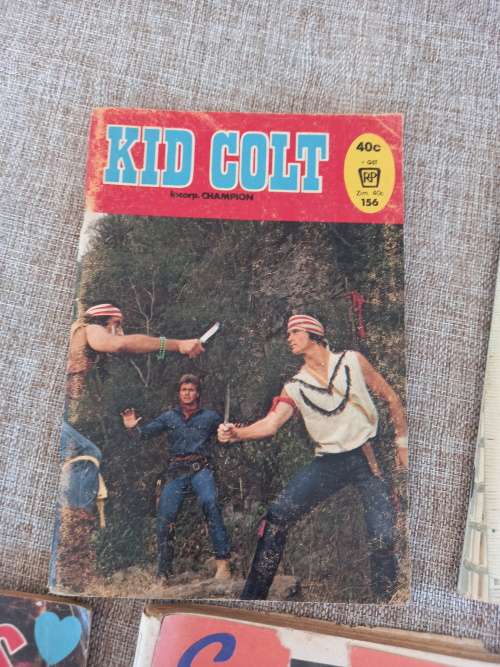 KID COLT
Incorp. CHAMPION
40c
+ GST
RP
Zim. 40c
156
S